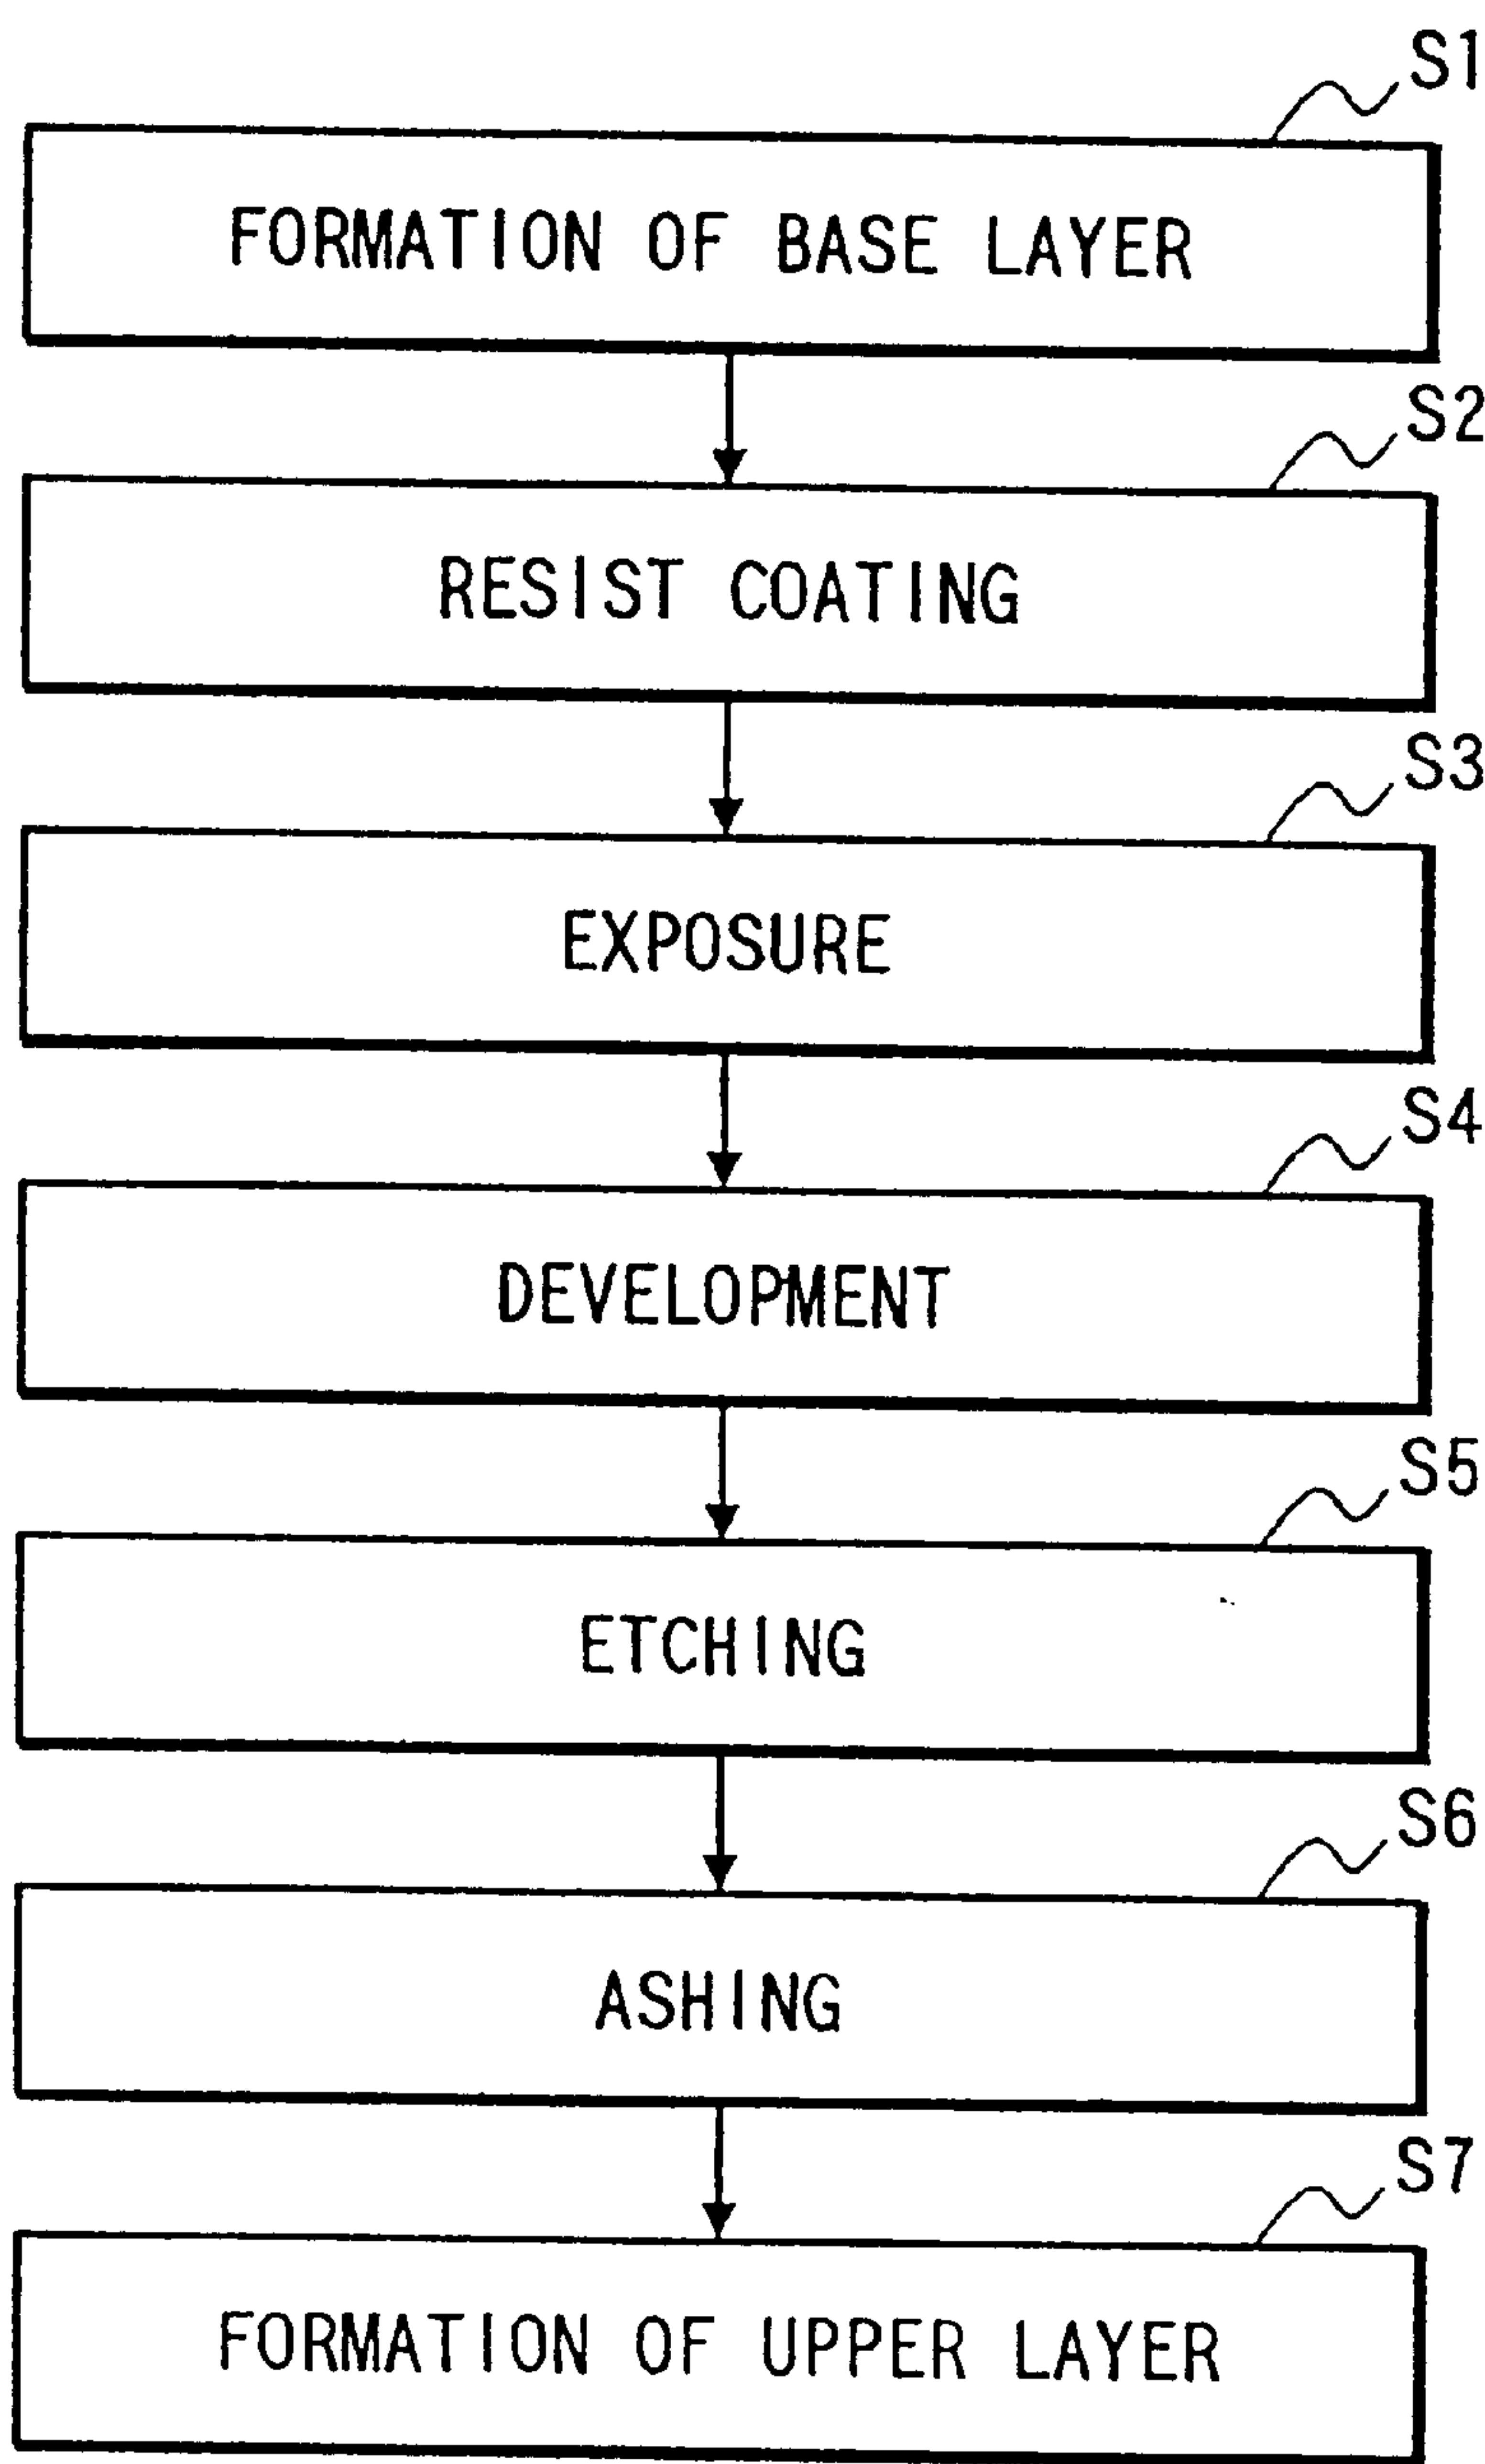 S1
FORMATION OF BASE LAYER
S2
RESIST COATING
S3
EXPOSURE
S4
DEVELOPMENT
S5
ETCHING
S6
ASHING
S7
FORMATION OF UPPER LAYER